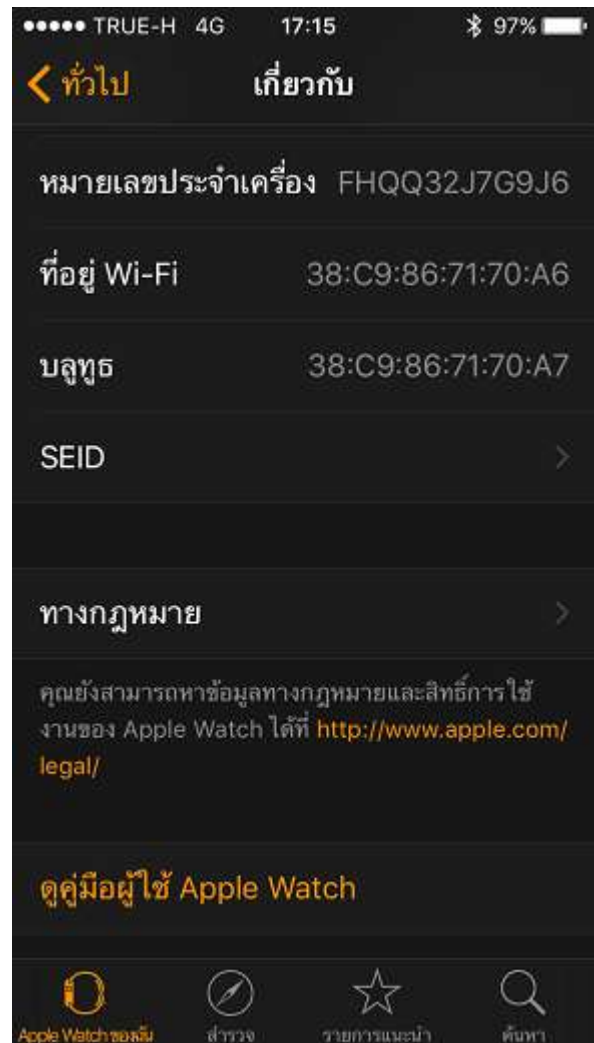 TRUE-H 4G 17:15 97%
ทั่วไป เกี่ยวกับ
หมายเลขประจำเครื่อง FHQQ32J7G9J6
ที่อยู่ Wi-Fi 38:C9:86:71:70:A6
บลูทูธ 38:C9:86:71:70:A7
SEID
ทางกฎหมาย
คุณยังสามารถหาข้อมูลทางกฎหมายและสิทธิ์การใช้
งานของ Apple Watch ได้ที่ http://www.apple.com/
legal/
ดูคู่มือผู้ใช้ Apple Watch
Apple Watch ของฉัน สำรวจ รายการแนะนำ ค้นหา